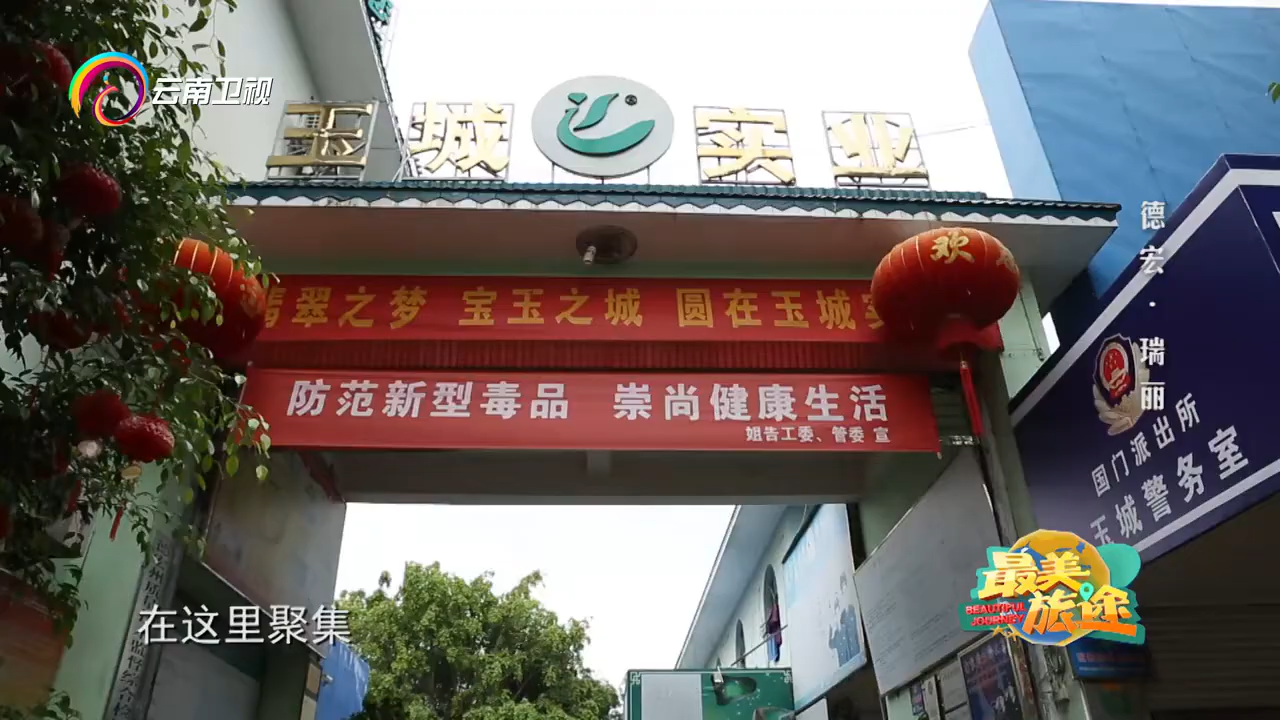 云南卫视
玉城 实业
德宏·瑞丽
翡翠之梦 宝玉之城 圆在玉城实
欢
防范新型毒品 崇尚健康生活
姐告工委、管委 宣
国门派出所
玉城警务室
最美旅途
BEAUTIFUL
JOURNEY
在这里聚集